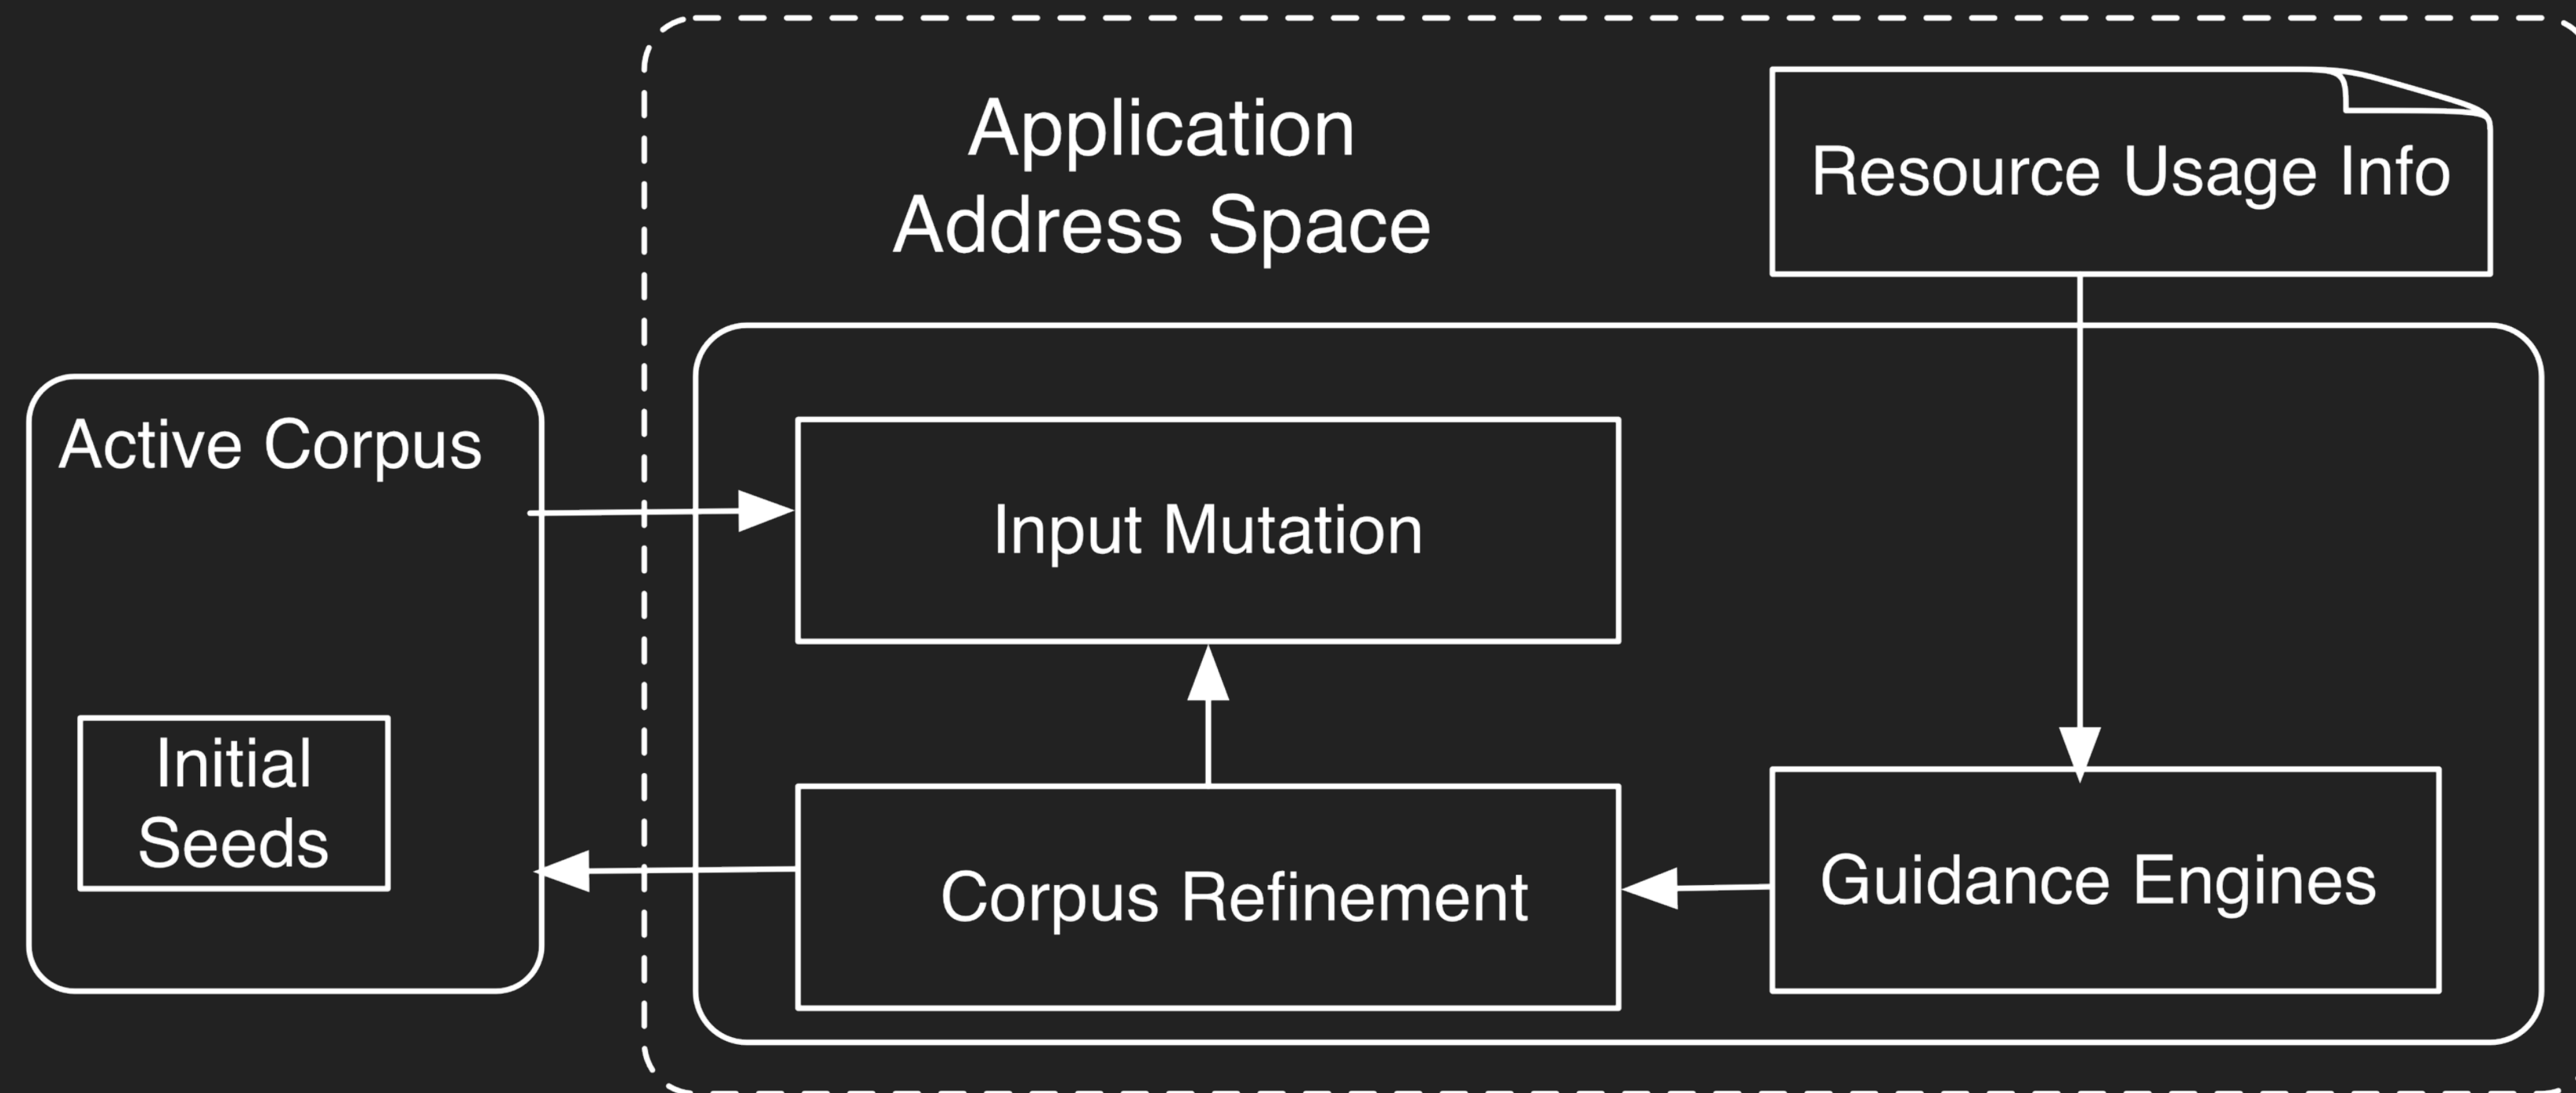 Application
Address Space
Resource Usage Info
Active Corpus
Input Mutation
Initial
Seeds
Corpus Refinement
Guidance Engines